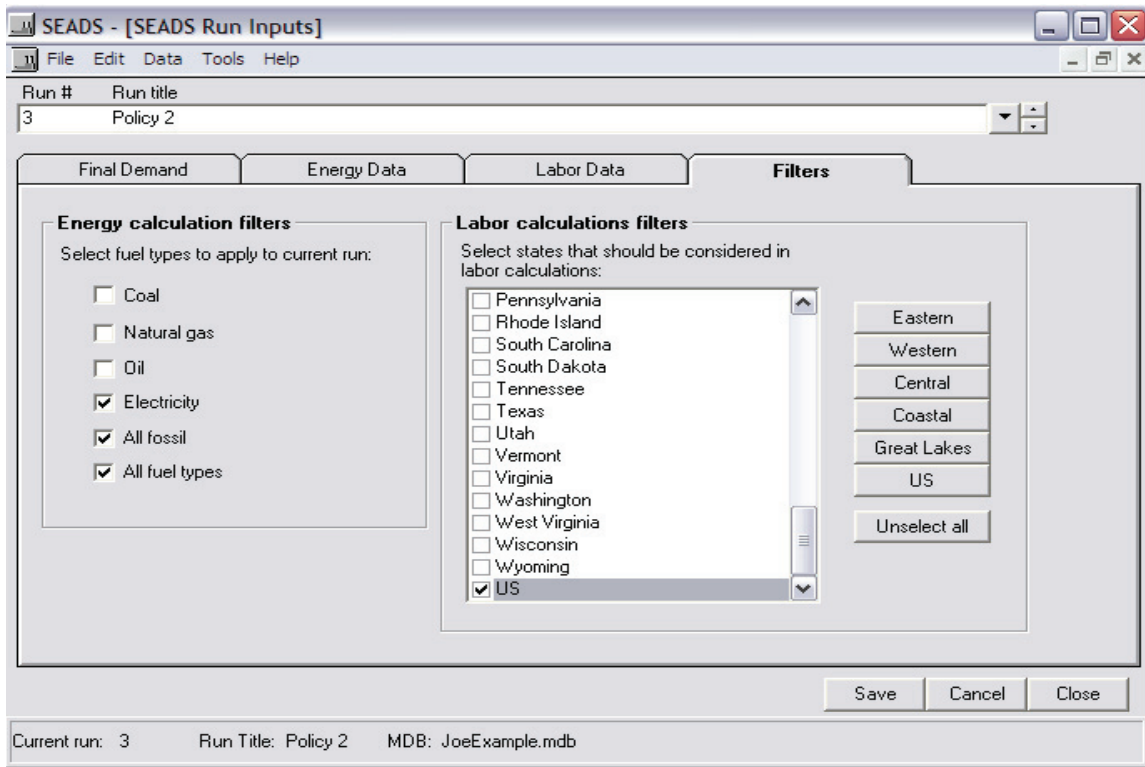 SEADS - [SEADS Run Inputs]
File Edit Data Tools Help
Run # Run title
3 Policy 2
Final Demand Energy Data Labor Data Filters
Energy calculation filters
Select fuel types to apply to current run:
Coal
Natural gas
Oil
Electricity
All fossil
All fuel types
Labor calculations filters
Select states that should be considered in
labor calculations:
Pennsylvania
Rhode Island
South Carolina
South Dakota
Tennessee
Texas
Utah
Vermont
Virginia
Washington
West Virginia
Wisconsin
Wyoming
US
Eastern
Western
Central
Coastal
Great Lakes
US
Unselect all
Save Cancel Close
Current run: 3 Run Title: Policy 2 MDB: JoeExample.mdb